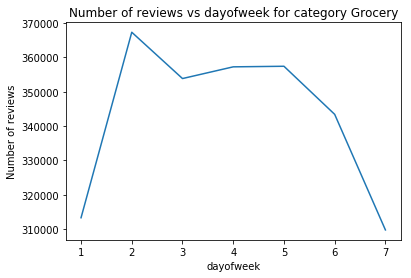 Number of reviews vs dayofweek for category Grocery
370000
360000
350000
340000
330000
320000
310000
Number of reviews
1 2 3 4 5 6 7
dayofweek